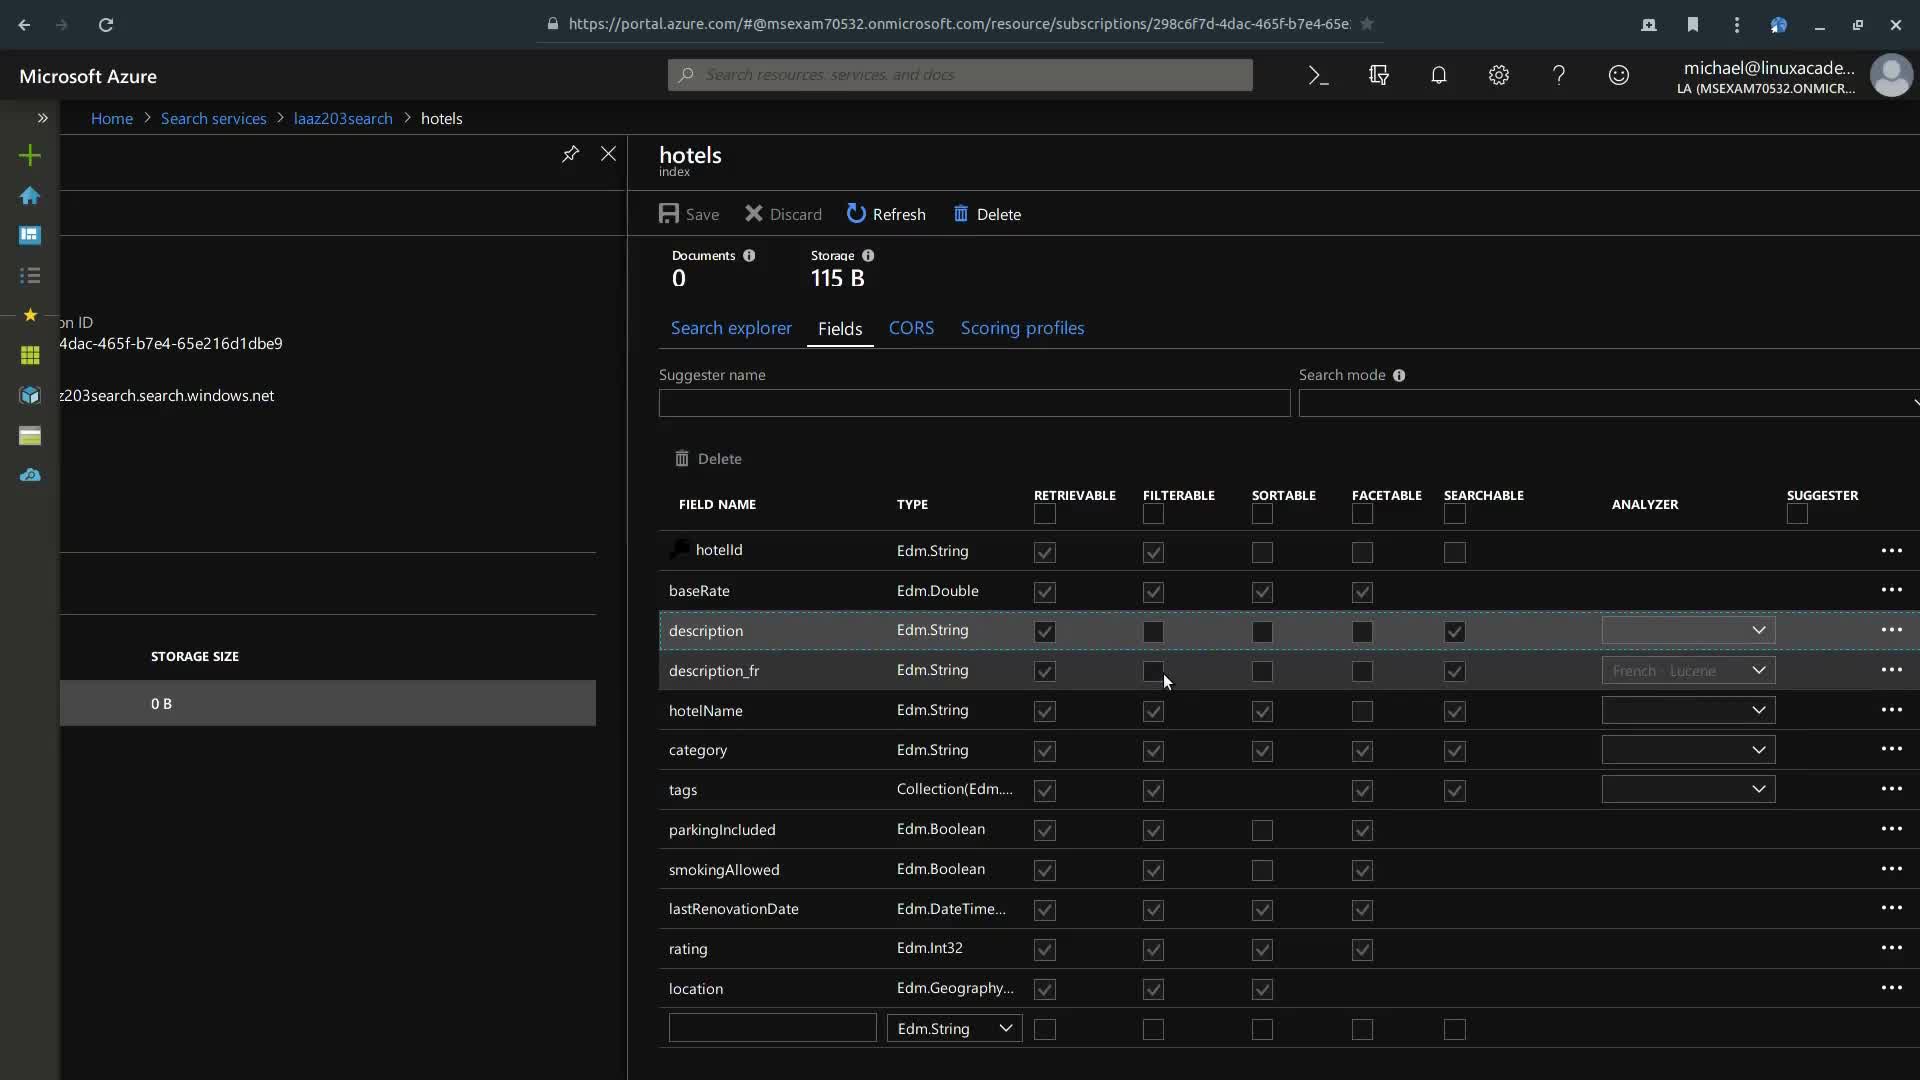 https://portal.azure.com/#@msexam70532.onmicrosoft.com/resource/subscriptions/298c6f7d-4dac-465f-b7e4-65e
Microsoft Azure
Search resources, services, and docs
michael@linuxacade...
LA (MSEXAM70532.ONMICR...
Home > Search services > laaz203search > hotels
hotels
index
Save Discard Refresh Delete
Documents Storage
0 115 B
on ID
4dac-465f-b7e4-65e216d1dbe9
z203search.search.windows.net
STORAGE SIZE
0 B
Search explorer Fields CORS Scoring profiles
Suggester name Search mode
Delete
FIELD NAME TYPE RETRIEVABLE FILTERABLE SORTABLE FACETABLE SEARCHABLE ANALYZER SUGGESTER
hotelId Edm.String
baseRate Edm.Double
description Edm.String
description_fr Edm.String French - Lucene
hotelName Edm.String
category Edm.String
tags Collection(Edm....
parkingIncluded Edm.Boolean
smokingAllowed Edm.Boolean
lastRenovationDate Edm.DateTime...
rating Edm.Int32
location Edm.Geography...
Edm.String